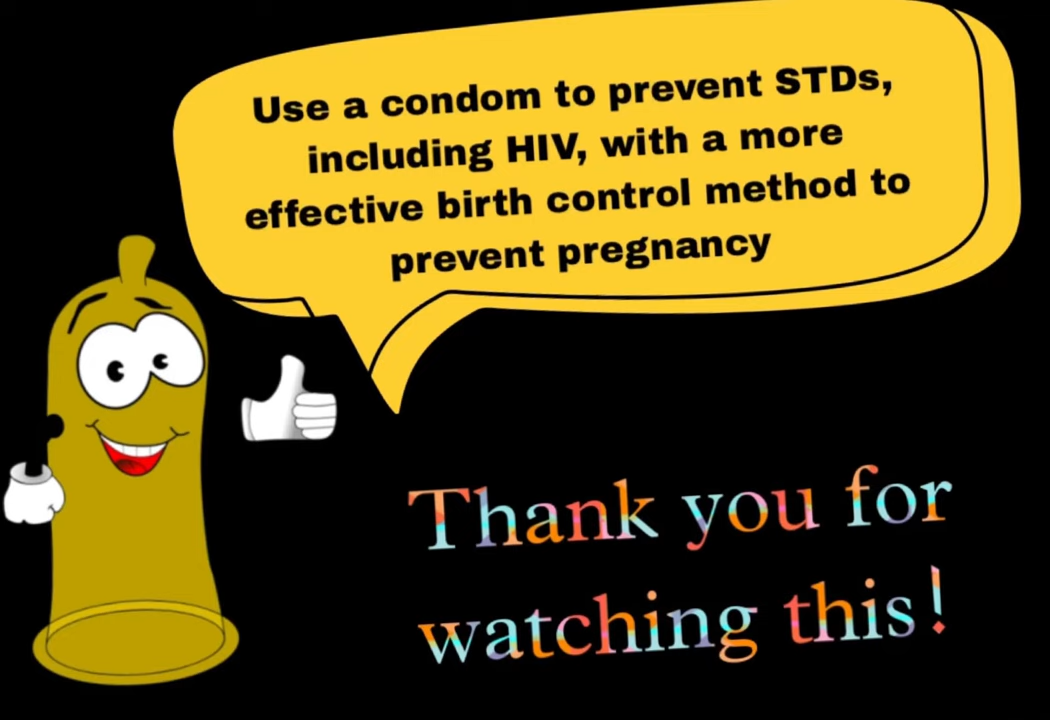 Use a condom to prevent STDs,
including HIV, with a more
effective birth control method to
prevent pregnancy
Thank you for
watching this!